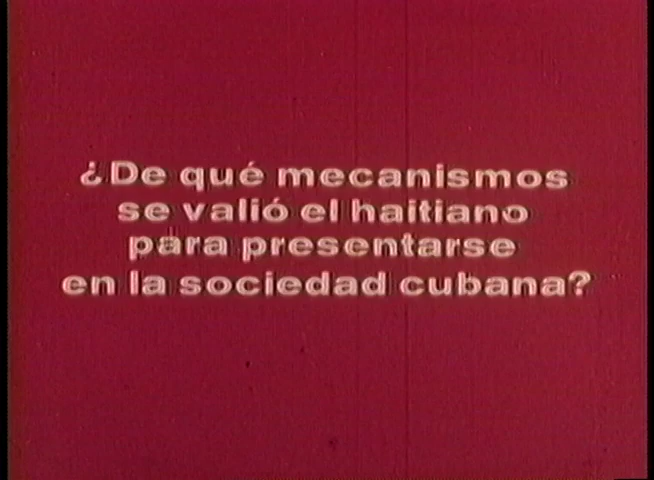 ¿De qué mecanismos
se valió el haitiano
para presentarse
en la sociedad cubana?